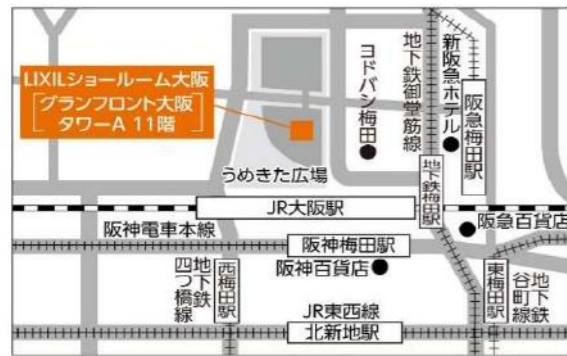 LIXILショールーム大阪
グランフロント大阪
タワーA 11階
うめきた広場
ヨドバシ梅田
地下鉄御堂筋線
新阪急ホテル
阪急梅田駅
地下鉄梅田駅
JR大阪駅
阪急百貨店
阪神電車本線
阪神梅田駅
阪神百貨店
地下鉄
四つ橋線
西梅田駅
東梅田駅
地下鉄
谷町線
JR東西線
北新地駅